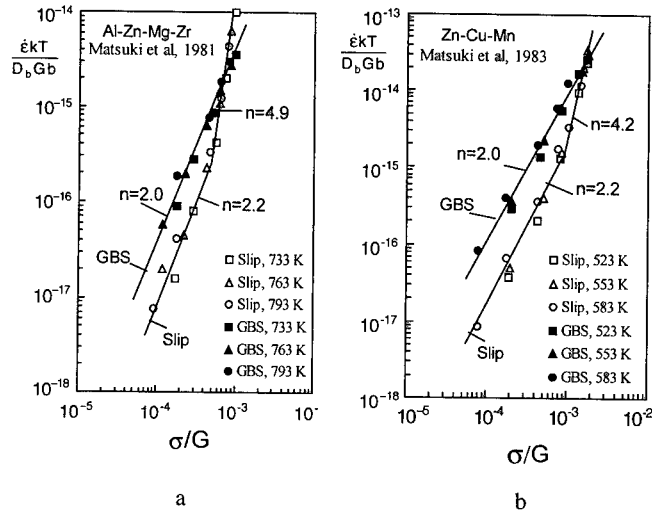 Al-Zn-Mg-Zr
Matsuki et al, 1981
ε̇kT
D_bGb
10^-14
10^-15
10^-16
10^-17
10^-18
n=4.9
n=2.0
n=2.2
GBS
Slip
□ Slip, 733 K
△ Slip, 763 K
○ Slip, 793 K
■ GBS, 733 K
▲ GBS, 763 K
● GBS, 793 K
10^-5
10^-4
10^-3
10^-
σ/G
a
Zn-Cu-Mn
Matsuki et al, 1983
ε̇kT
D_bGb
10^-13
10^-14
10^-15
10^-16
10^-17
10^-18
n=4.2
n=2.0
n=2.2
GBS
Slip
□ Slip, 523 K
△ Slip, 553 K
○ Slip, 583 K
■ GBS, 523 K
▲ GBS, 553 K
● GBS, 583 K
10^-5
10^-4
10^-3
10^-2
σ/G
b